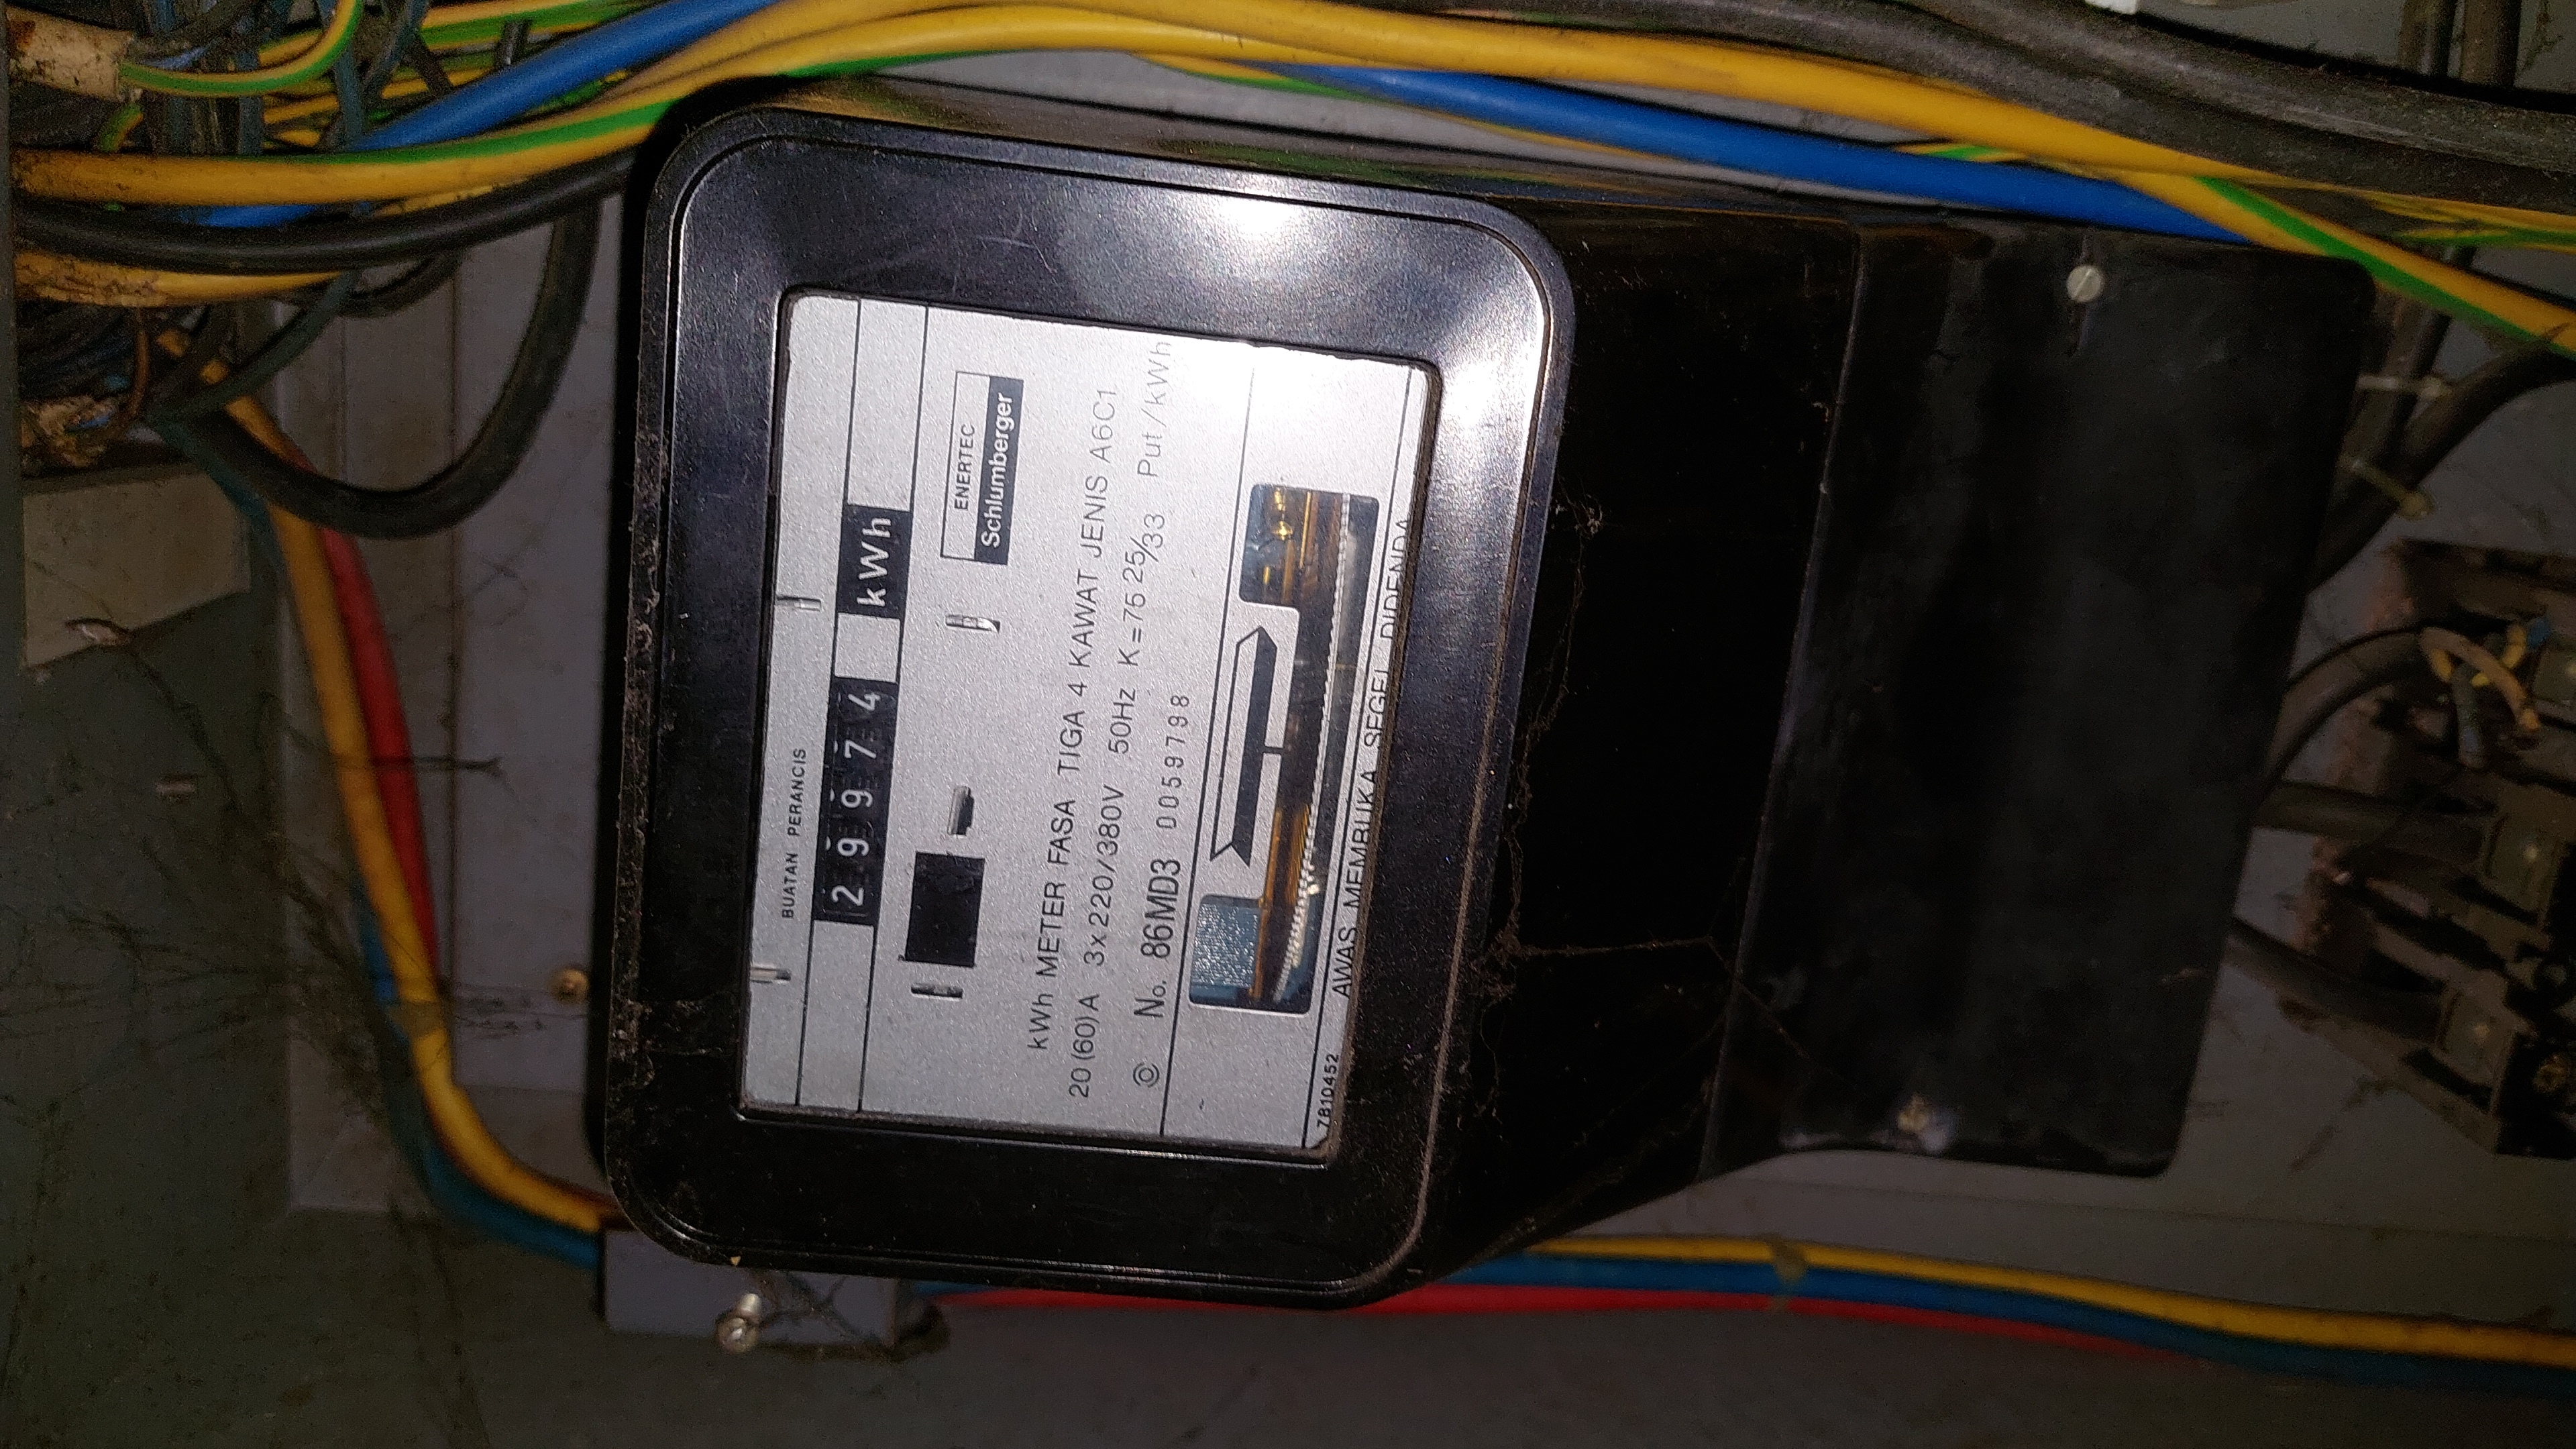 BUATAN PERANCIS
29974 kWh
ENERTEC
Schlumberger
kWh METER FASA TIGA 4 KAWAT JENIS A6C1
20(60)A 3x220/380V 50Hz K=75 25/33 Put/kWh
No. 86MD3 0059798
7810452
AWAS MEMBUKA SEGEL DIDENDA